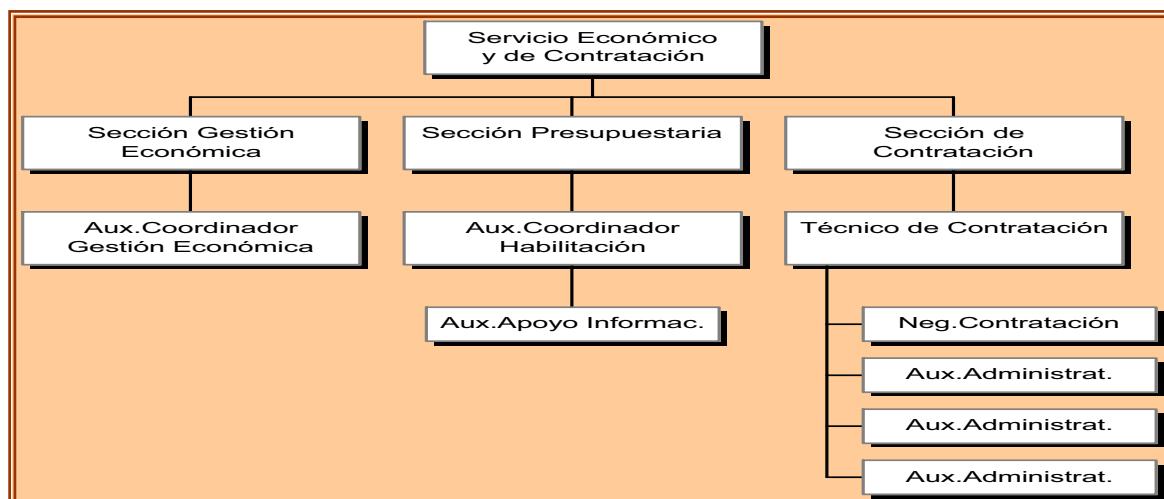 Servicio Económico
y de Contratación
Sección Gestión
Económica
Sección Presupuestaria
Sección de
Contratación
Aux.Coordinador
Gestión Económica
Aux.Coordinador
Habilitación
Técnico de Contratación
Aux.Apoyo Informac.
Neg.Contratación
Aux.Administrat.
Aux.Administrat.
Aux.Administrat.